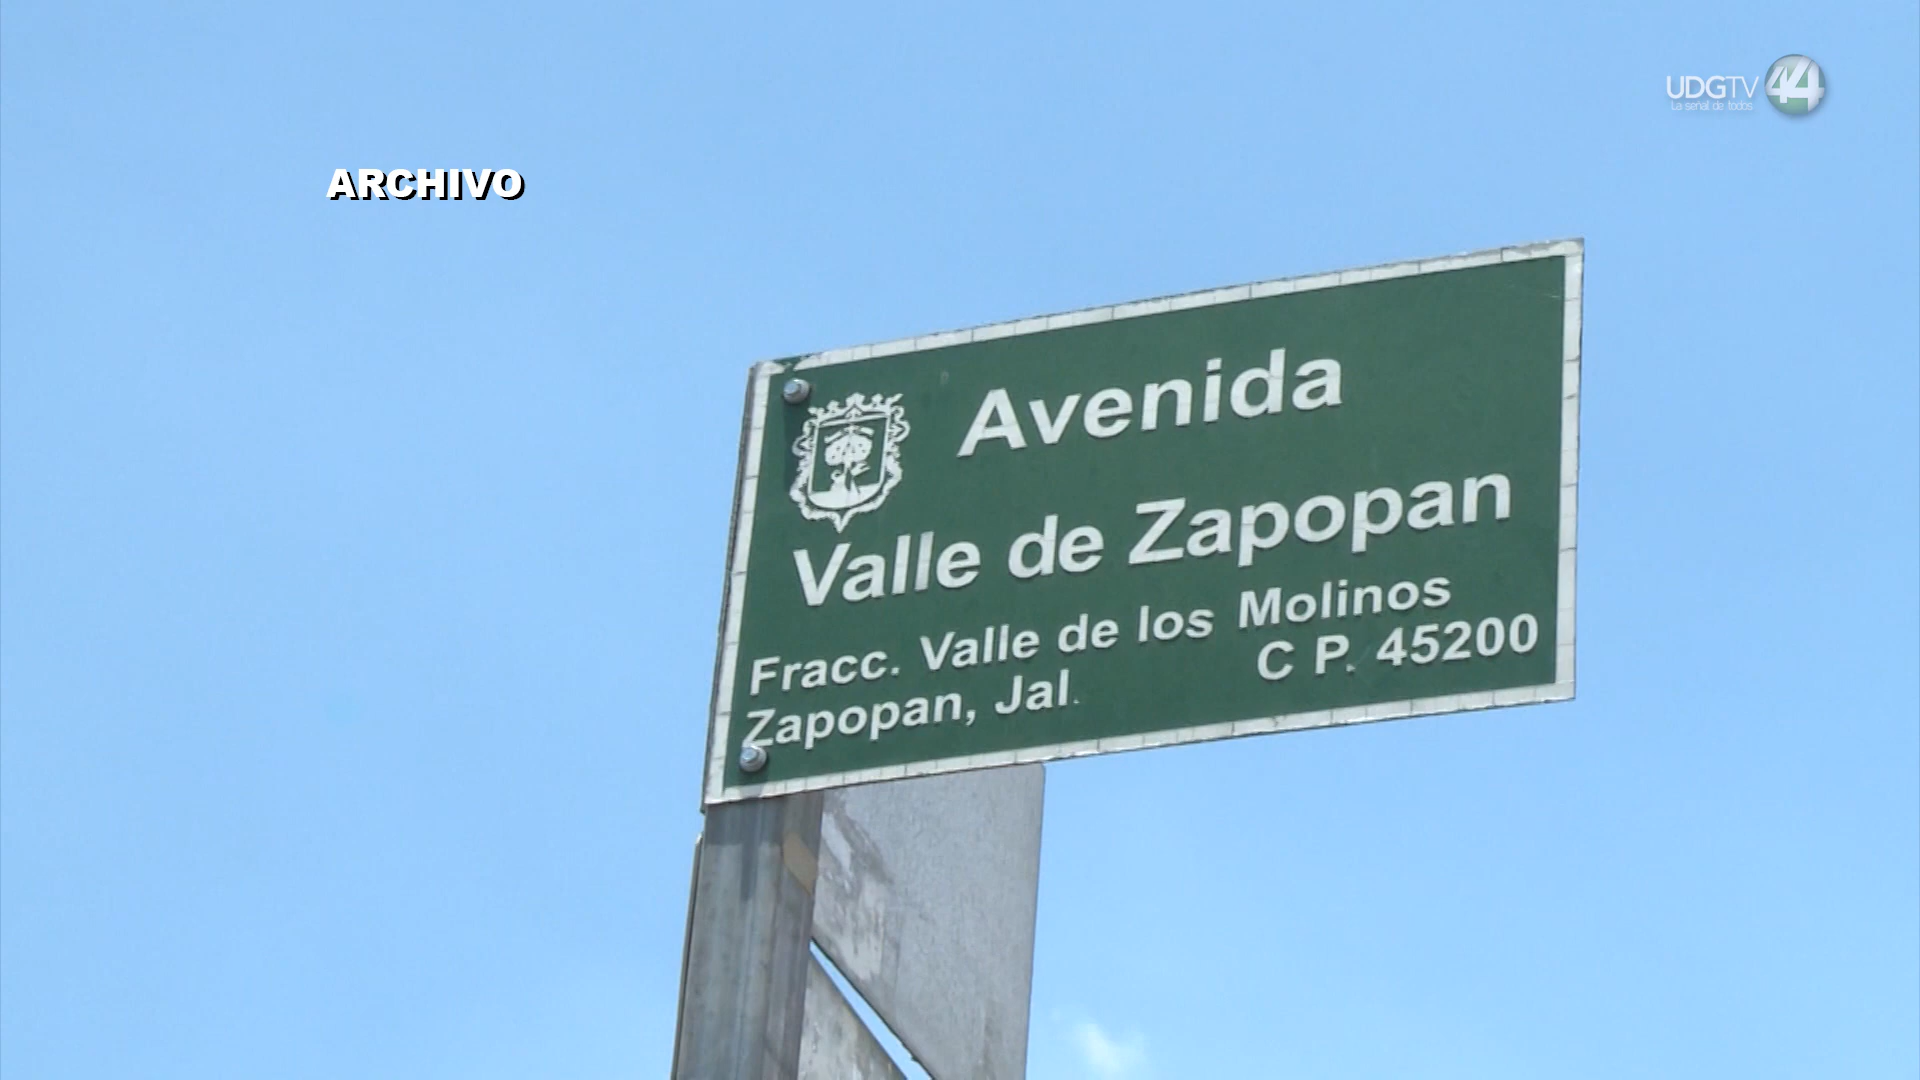 UDGTV 44
La señal de todos
ARCHIVO
Avenida
Valle de Zapopan
Fracc. Valle de los Molinos
Zapopan, Jal. C P. 45200